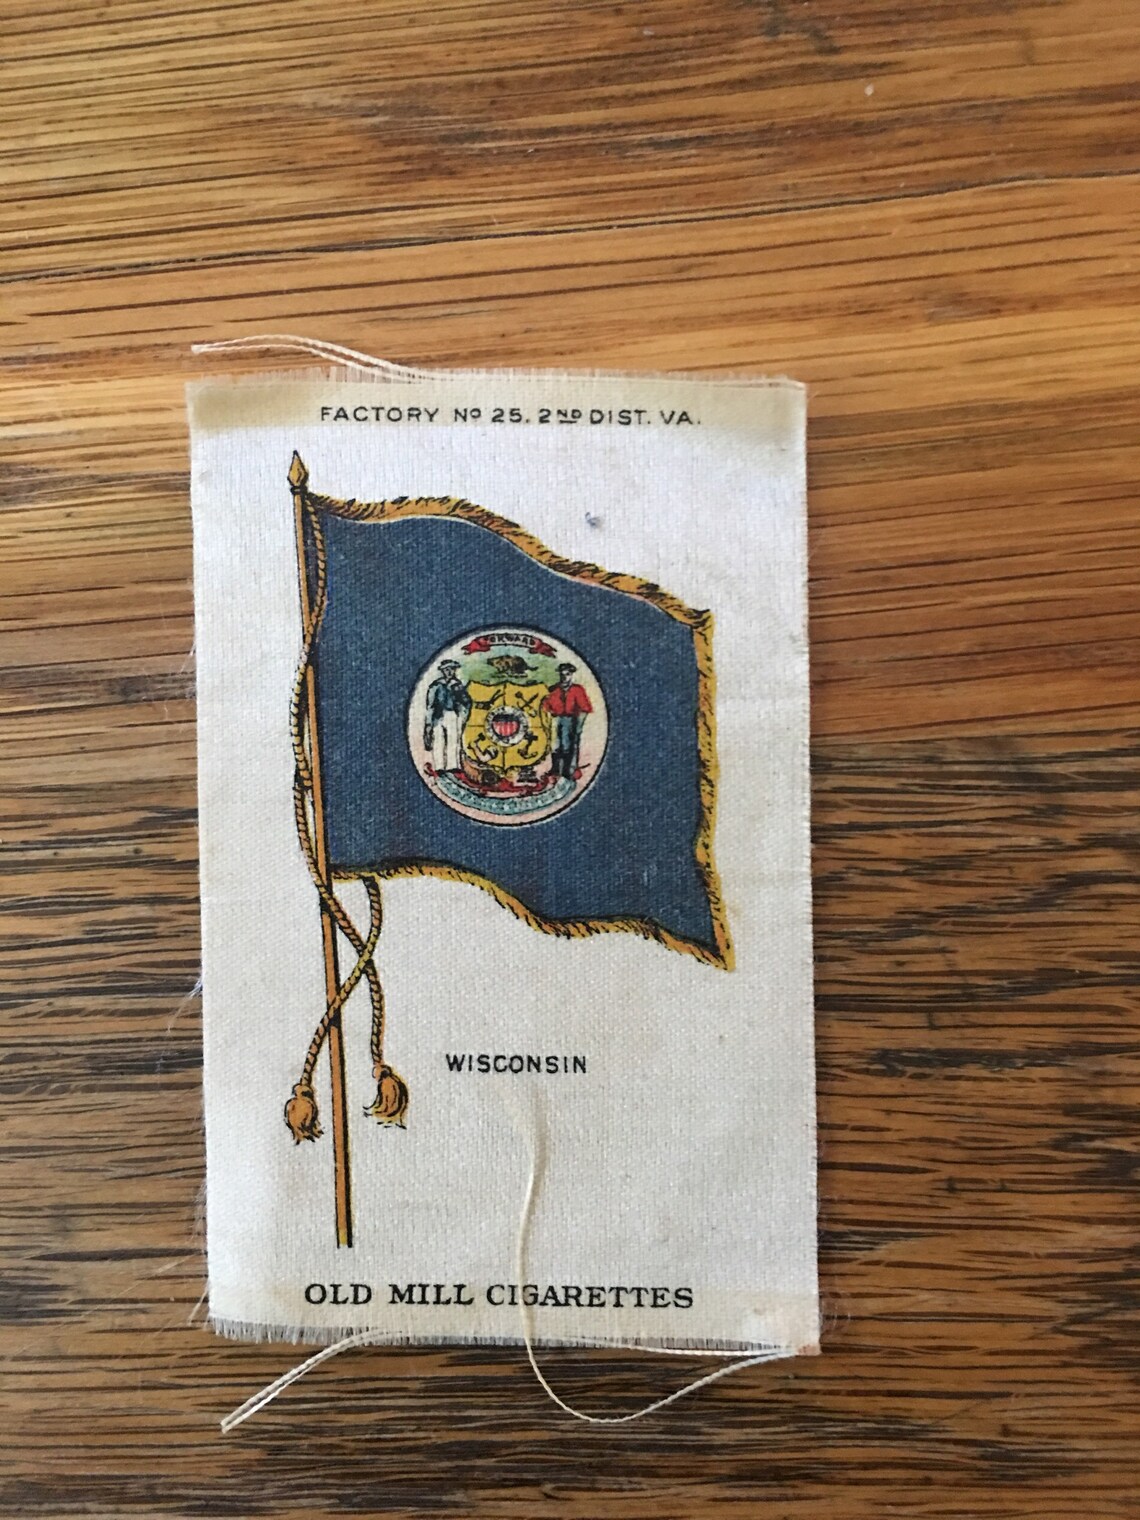 FACTORY Nº 25. 2ND DIST. VA.
FORWARD
WISCONSIN
OLD MILL CIGARETTES